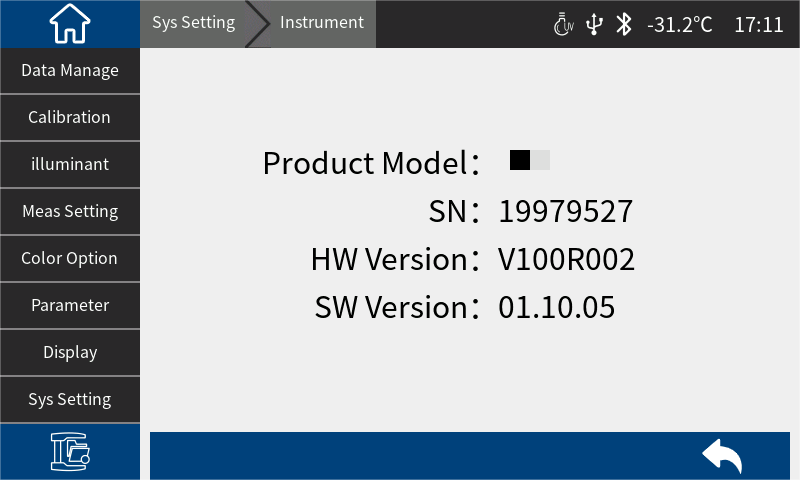 Sys Setting
Instrument
UV
-31.2℃
17:11
Data Manage
Calibration
illuminant
Meas Setting
Color Option
Parameter
Display
Sys Setting
Product Model：
SN：19979527
HW Version：V100R002
SW Version：01.10.05